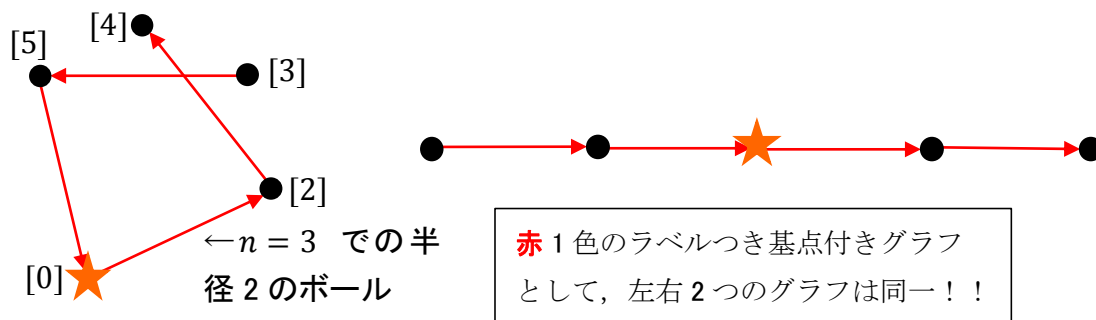 [4]
[5]
[3]
[2]
[0]
←n = 3 での半
径 2 のボール
赤 1 色のラベルつき基点付きグラフ
として，左右 2 つのグラフは同一！！